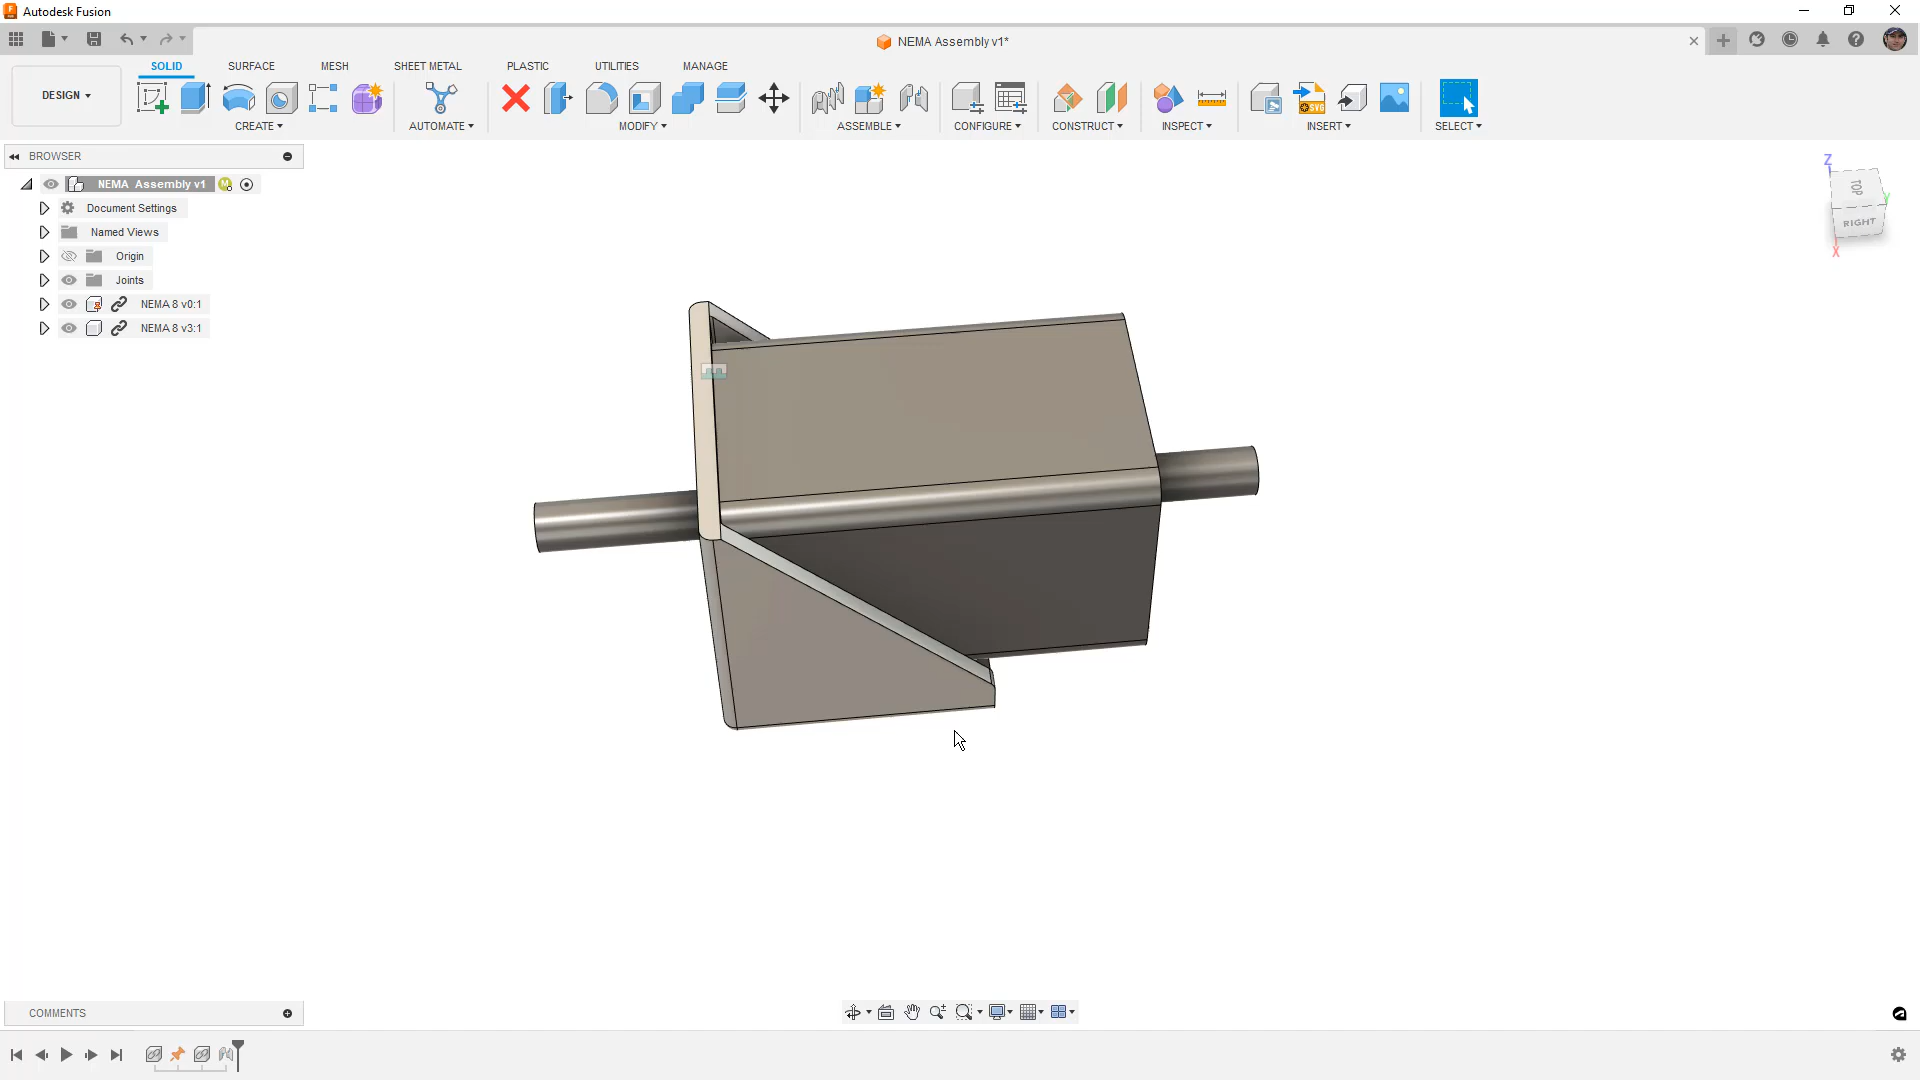 Autodesk Fusion
NEMA Assembly v1*
SOLID
SURFACE
MESH
SHEET METAL
PLASTIC
UTILITIES
MANAGE
DESIGN
CREATE
AUTOMATE
MODIFY
ASSEMBLE
CONFIGURE
CONSTRUCT
INSPECT
INSERT
SELECT
SVG
BROWSER
NEMA Assembly v1
M
Document Settings
Named Views
Origin
Joints
NEMA 8 v0:1
NEMA 8 v3:1
Z
TOP
Y
RIGHT
X
COMMENTS